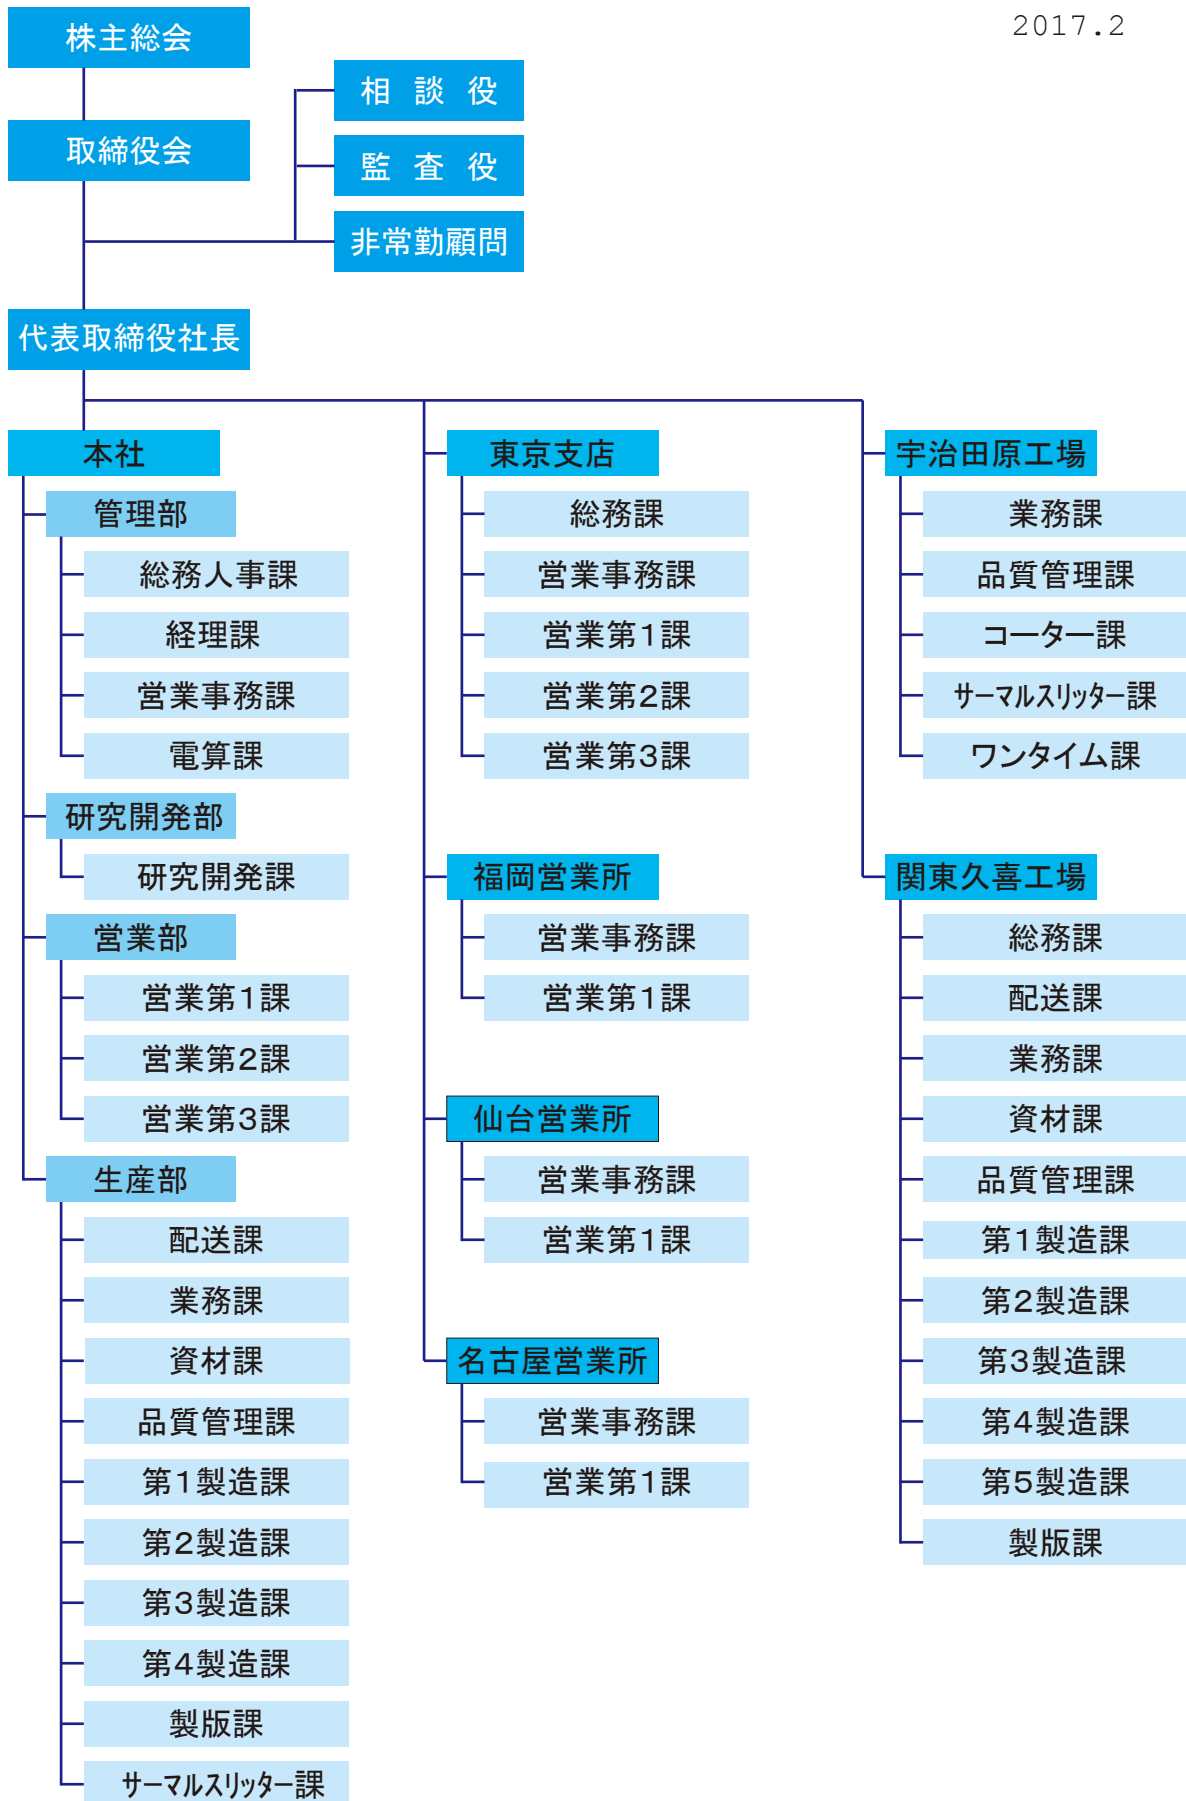 2017.2
株主総会
取締役会
相談役
監査役
非常勤顧問
代表取締役社長
本社
管理部
総務人事課
経理課
営業事務課
電算課
研究開発部
研究開発課
営業部
営業第1課
営業第2課
営業第3課
生産部
配送課
業務課
資材課
品質管理課
第1製造課
第2製造課
第3製造課
第4製造課
製版課
サーマルスリッター課
東京支店
総務課
営業事務課
営業第1課
営業第2課
営業第3課
福岡営業所
営業事務課
営業第1課
仙台営業所
営業事務課
営業第1課
名古屋営業所
営業事務課
営業第1課
宇治田原工場
業務課
品質管理課
コーター課
サーマルスリッター課
ワンタイム課
関東久喜工場
総務課
配送課
業務課
資材課
品質管理課
第1製造課
第2製造課
第3製造課
第4製造課
第5製造課
製版課